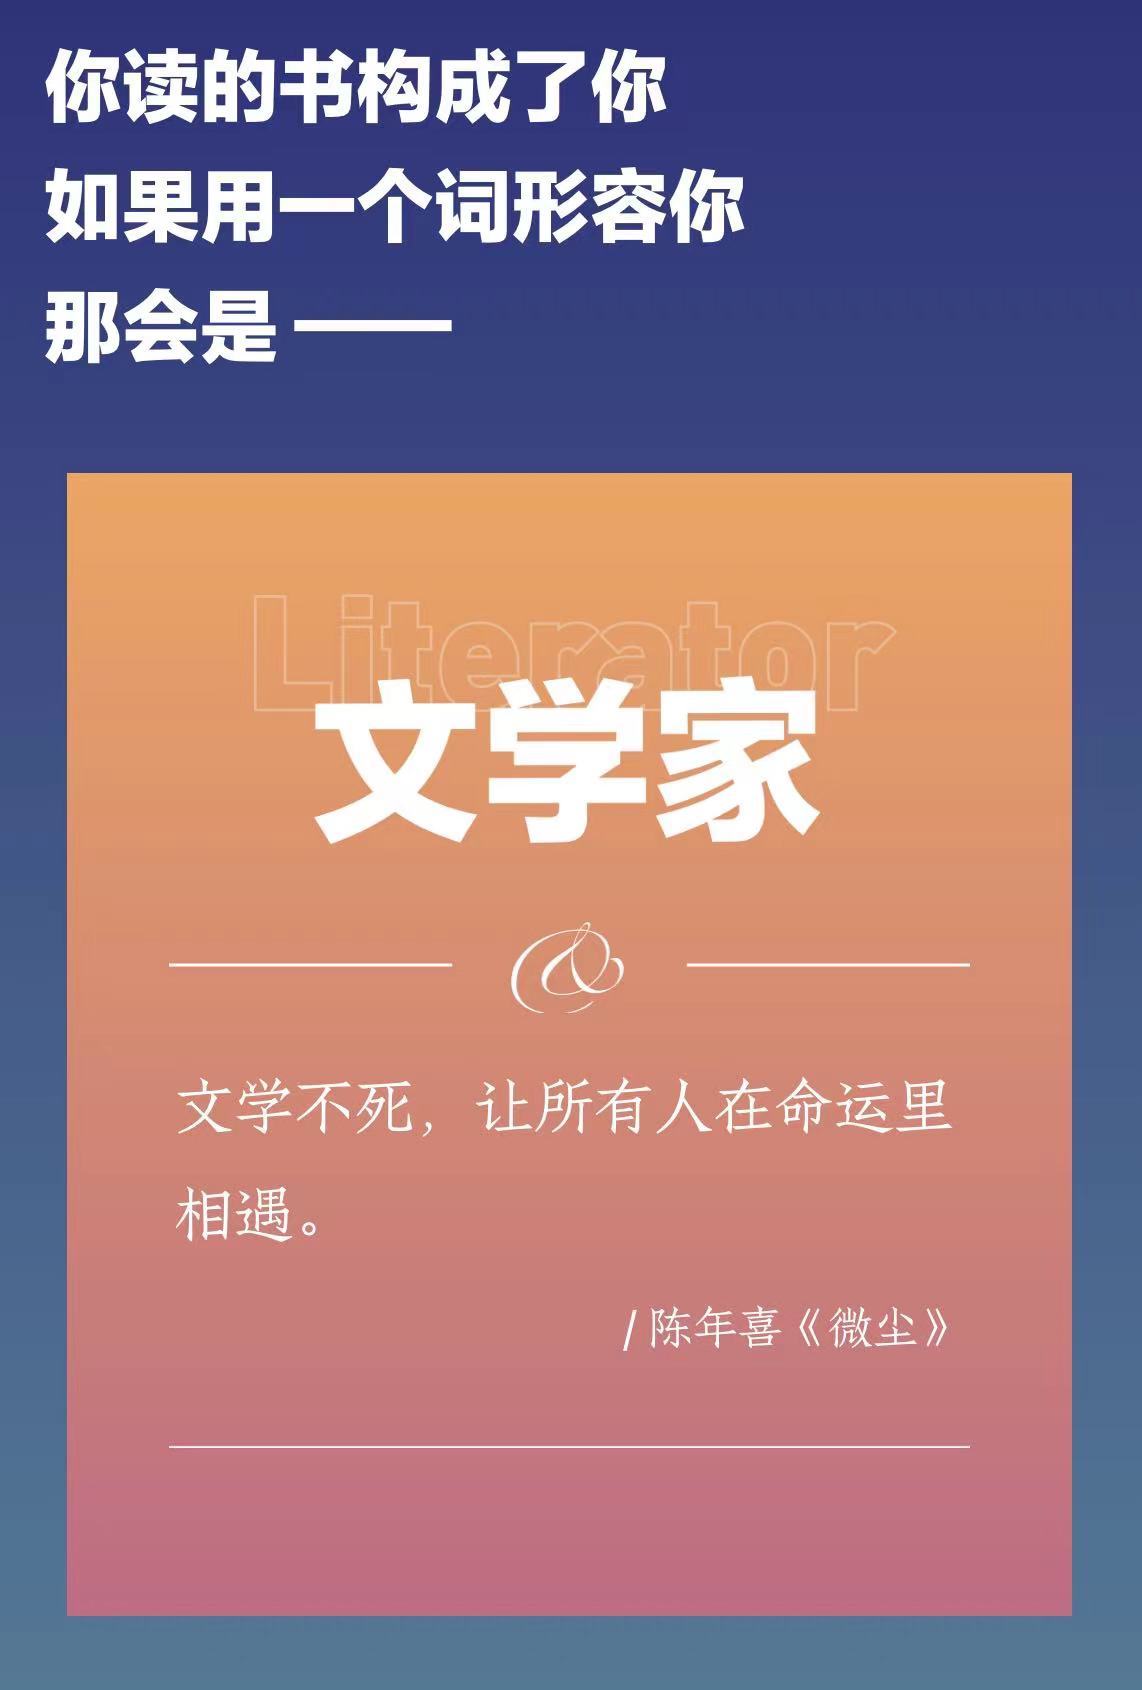 你读的书构成了你
如果用一个词形容你
那会是 ——
Literator
文学家
&
文学不死，让所有人在命运里
相遇。
/ 陈年喜《微尘》